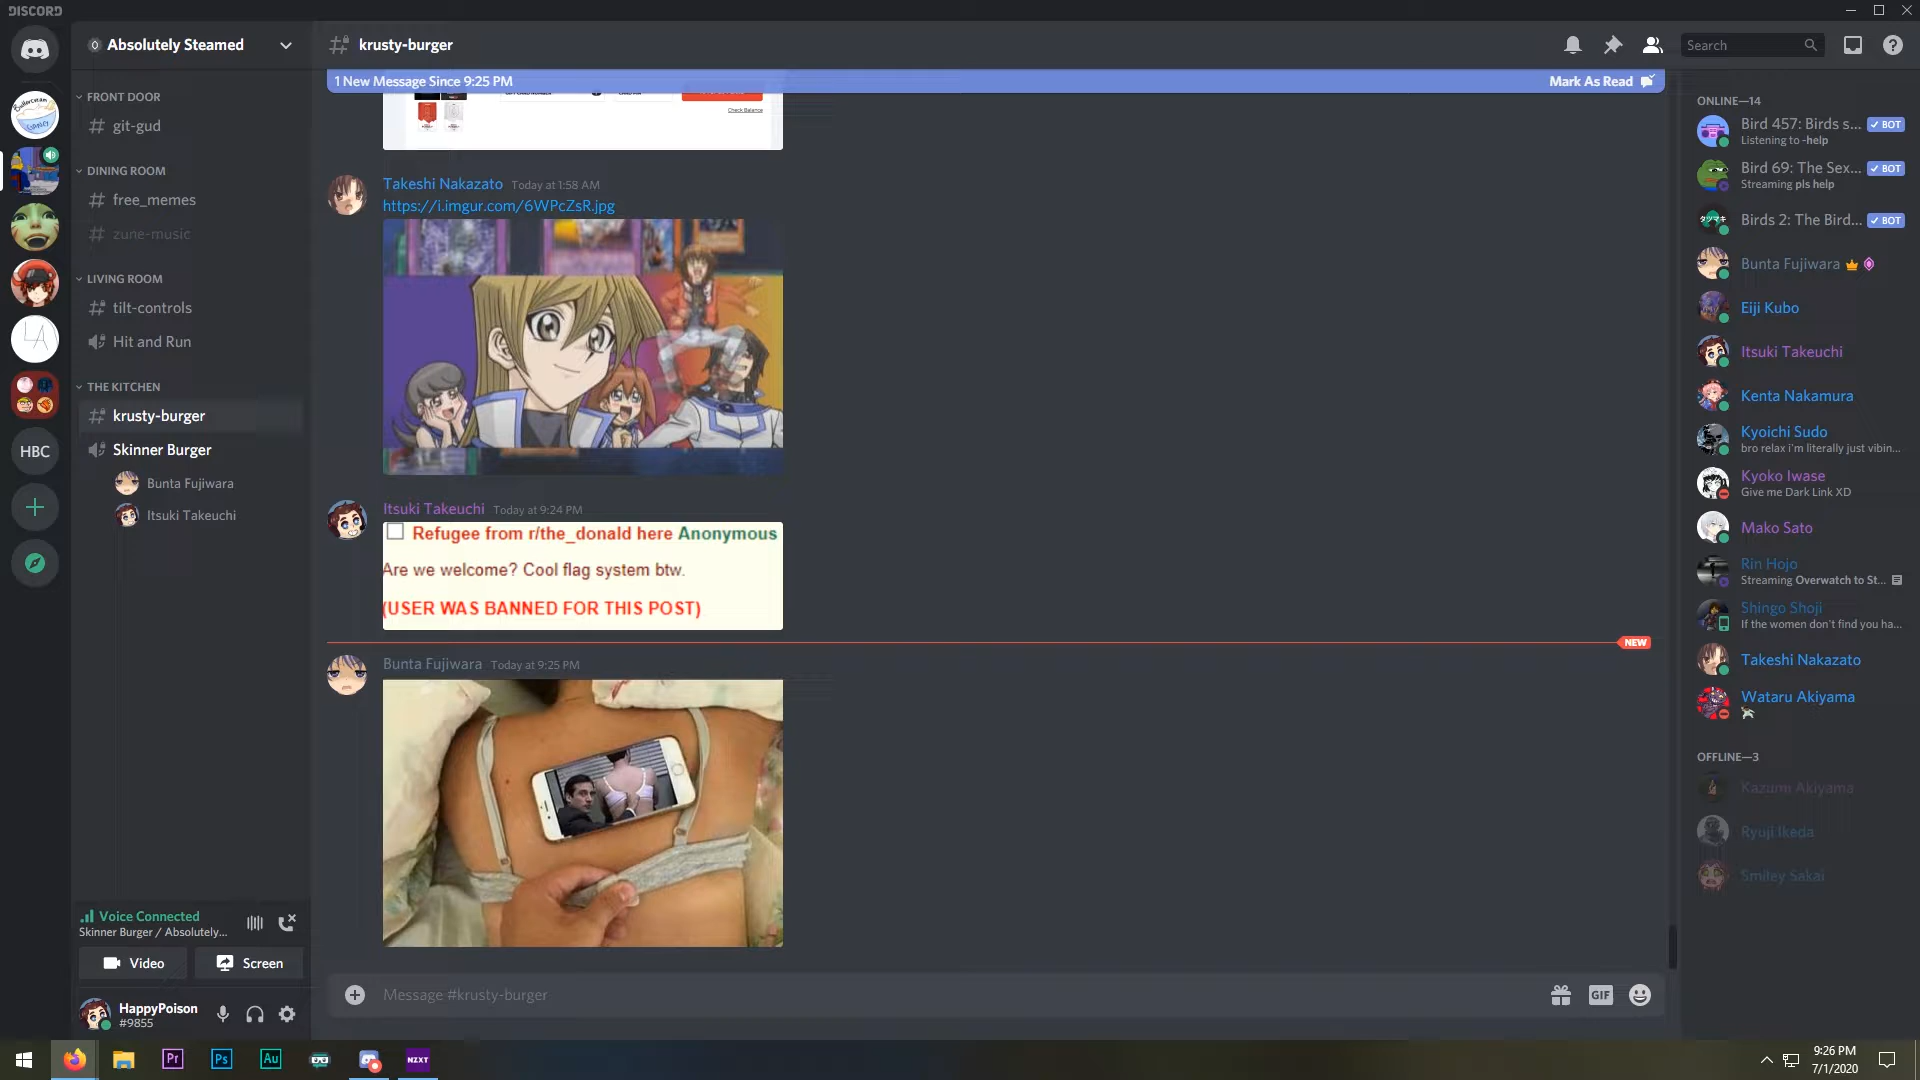 DISCORD
Absolutely Steamed
krusty-burger
Search
FRONT DOOR
git-gud
DINING ROOM
free_memes
zune-music
LIVING ROOM
tilt-controls
Hit and Run
THE KITCHEN
krusty-burger
Skinner Burger
Bunta Fujiwara
Itsuki Takeuchi
HBC
Voice Connected
Skinner Burger / Absolutely...
Video
Screen
HappyPoison
#9855
1 New Message Since 9:25 PM
Mark As Read
Check Balance
Takeshi Nakazato Today at 1:58 AM
https://i.imgur.com/6WPcZsR.jpg
Itsuki Takeuchi Today at 9:24 PM
Refugee from r/the_donald here Anonymous
Are we welcome? Cool flag system btw.
(USER WAS BANNED FOR THIS POST)
NEW
Bunta Fujiwara Today at 9:25 PM
Message #krusty-burger
GIF
ONLINE—14
Bird 457: Birds s... BOT
Listening to -help
Bird 69: The Sex... BOT
Streaming pls help
Birds 2: The Bird... BOT
Bunta Fujiwara
Eiji Kubo
Itsuki Takeuchi
Kenta Nakamura
Kyoichi Sudo
bro relax i'm literally just vibin...
Kyoko Iwase
Give me Dark Link XD
Mako Sato
Rin Hojo
Streaming Overwatch to St...
Shingo Shoji
If the women don't find you ha...
Takeshi Nakazato
Wataru Akiyama
OFFLINE—3
Kazumi Akiyama
Ryuji Ikeda
Smiley Sakai
Pr
Ps
Au
NZXT
9:26 PM
7/1/2020